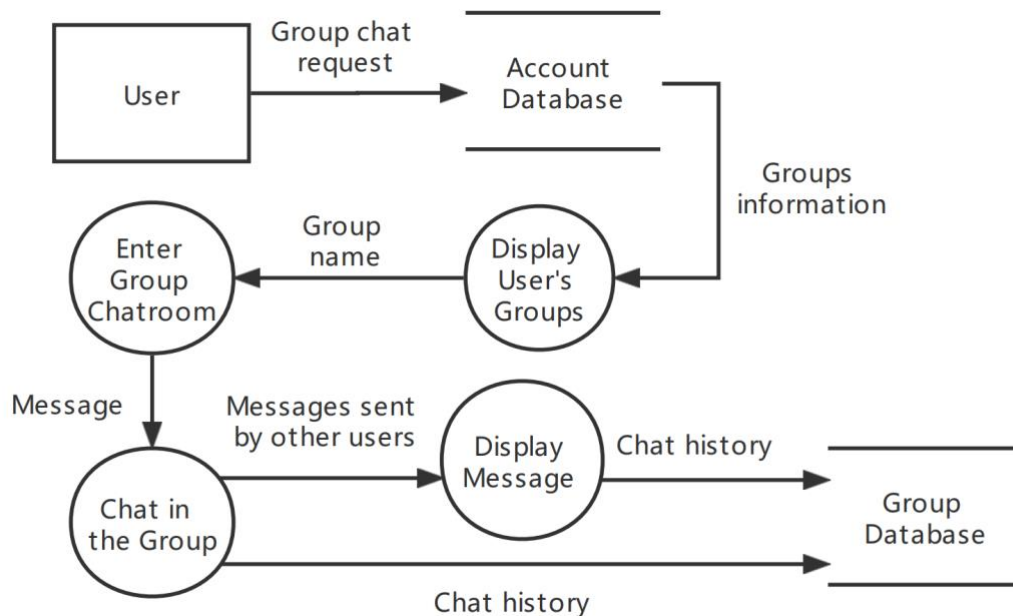 Group chat
request
User
Account
Database
Groups
information
Group
name
Enter
Group
Chatroom
Display
User's
Groups
Message
Messages sent
by other users
Display
Message
Chat history
Chat in
the Group
Group
Database
Chat history